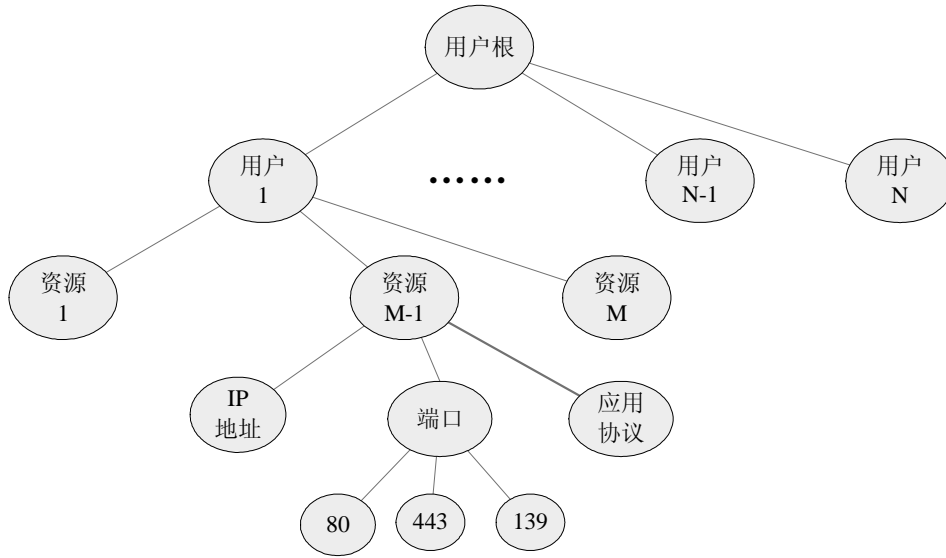 用户根
用户
1
……
用户
N-1
用户
N
资源
1
资源
M-1
资源
M
IP
地址
端口
应用
协议
80
443
139